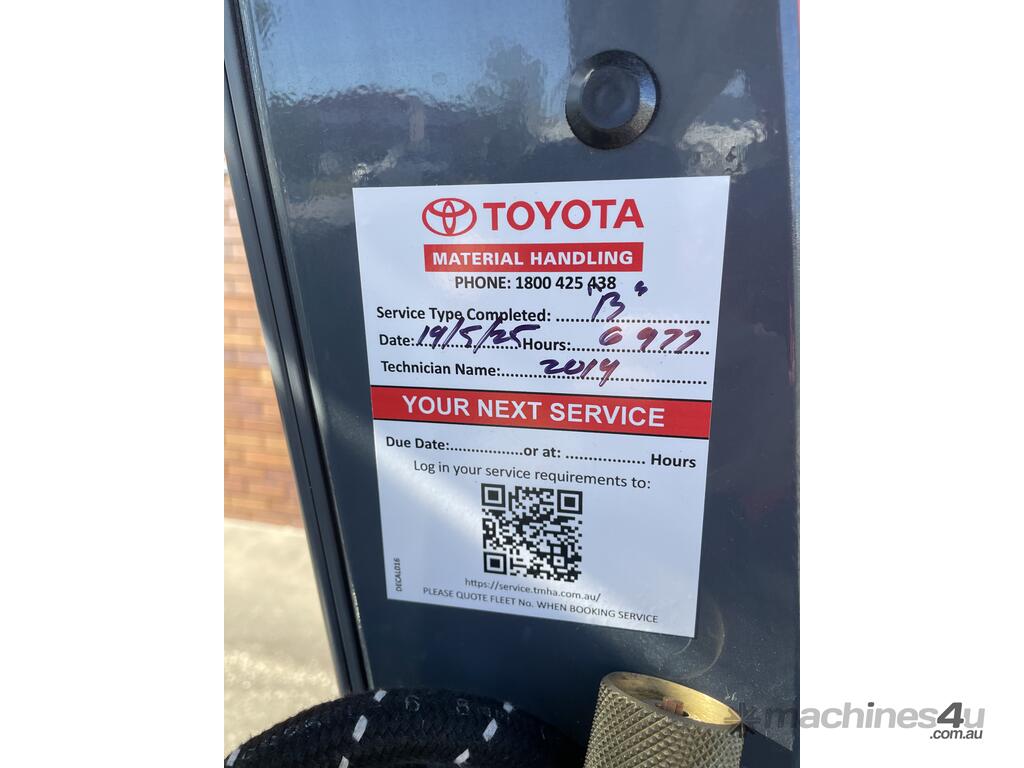 TOYOTA
MATERIAL HANDLING
PHONE: 1800 425 438
Service Type Completed: ..... "B"
Date: 19/5/25 Hours: 6977
Technician Name: 2014
YOUR NEXT SERVICE
Due Date:.................or at: .................. Hours
Log in your service requirements to:
https://service.tmha.com.au/
PLEASE QUOTE FLEET No. WHEN BOOKING SERVICE
DECAL016
6 8
machines4u
.com.au